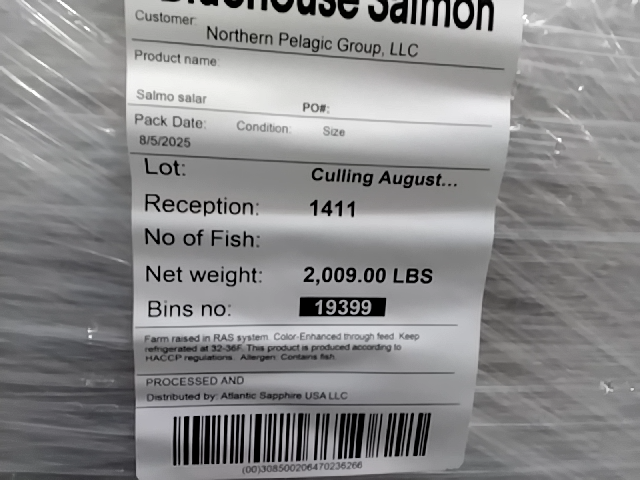 Bluehouse Salmon
Customer:
Northern Pelagic Group, LLC
Product name:
Salmo salar PO#:
Pack Date: Condition: Size
8/5/2025
Lot: Culling August...
Reception: 1411
No of Fish:
Net weight: 2,009.00 LBS
Bins no: 19399
Farm raised in RAS system. Color-Enhanced through feed. Keep
refrigerated at 32-36F. This product is produced according to
HACCP regulations. Allergen: Contains fish.
PROCESSED AND
Distributed by: Atlantic Sapphire USA LLC
(00)308500206470236266